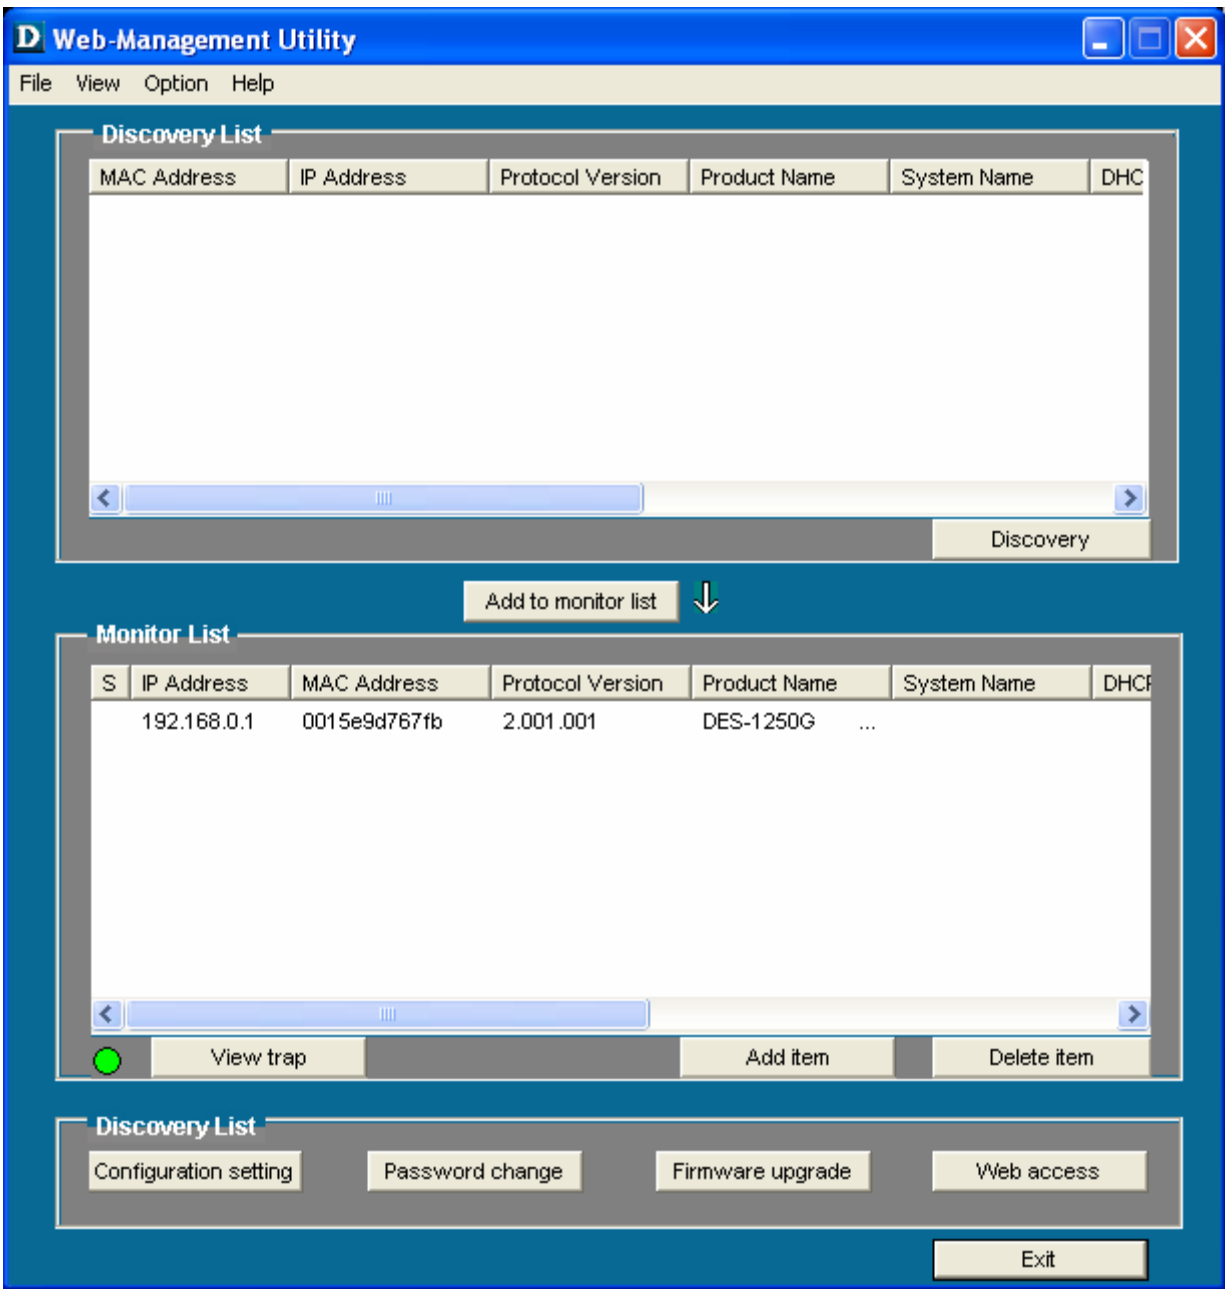 D Web-Management Utility
File View Option Help
Discovery List
MAC Address IP Address Protocol Version Product Name System Name DHC
Discovery
Add to monitor list
Monitor List
S IP Address MAC Address Protocol Version Product Name System Name DHCP
192.168.0.1 0015e9d767fb 2.001.001 DES-1250G ...
View trap Add item Delete item
Discovery List
Configuration setting Password change Firmware upgrade Web access
Exit